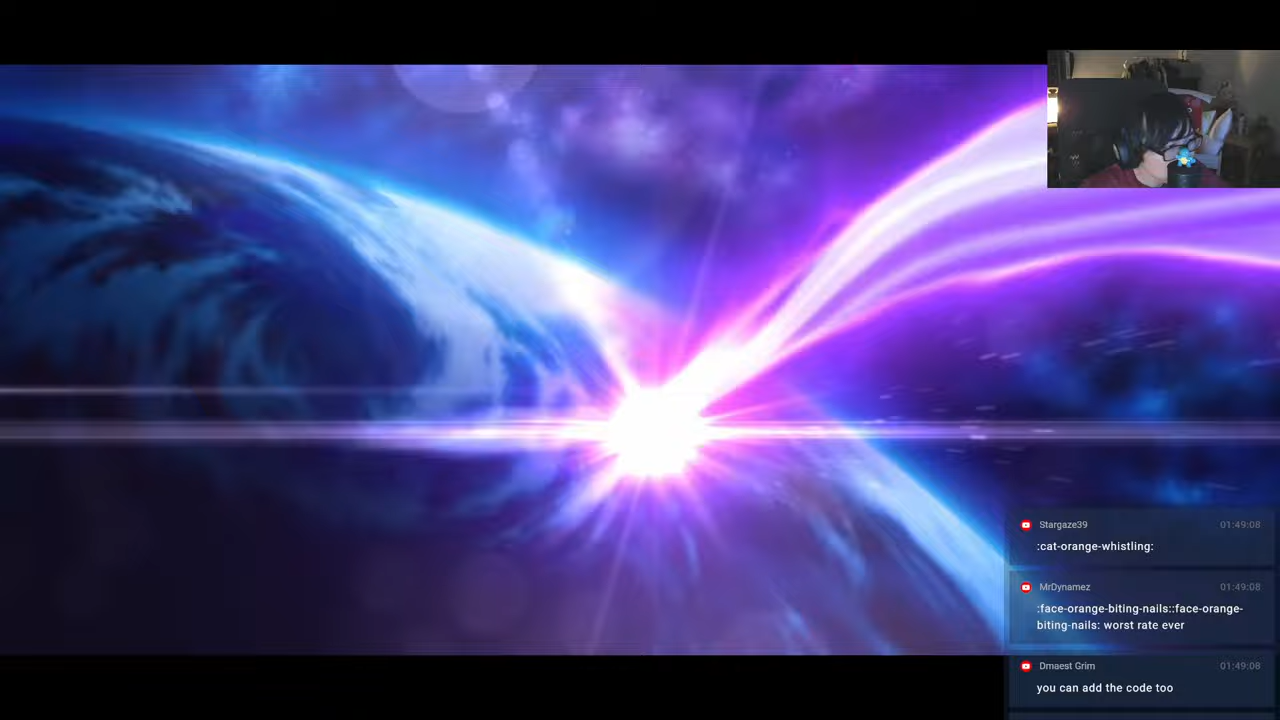 Stargaze39 01:49:08
:cat-orange-whistling:
MrDynamez 01:49:08
:face-orange-biting-nails::face-orange-
biting-nails: worst rate ever
Dmaest Grim 01:49:08
you can add the code too